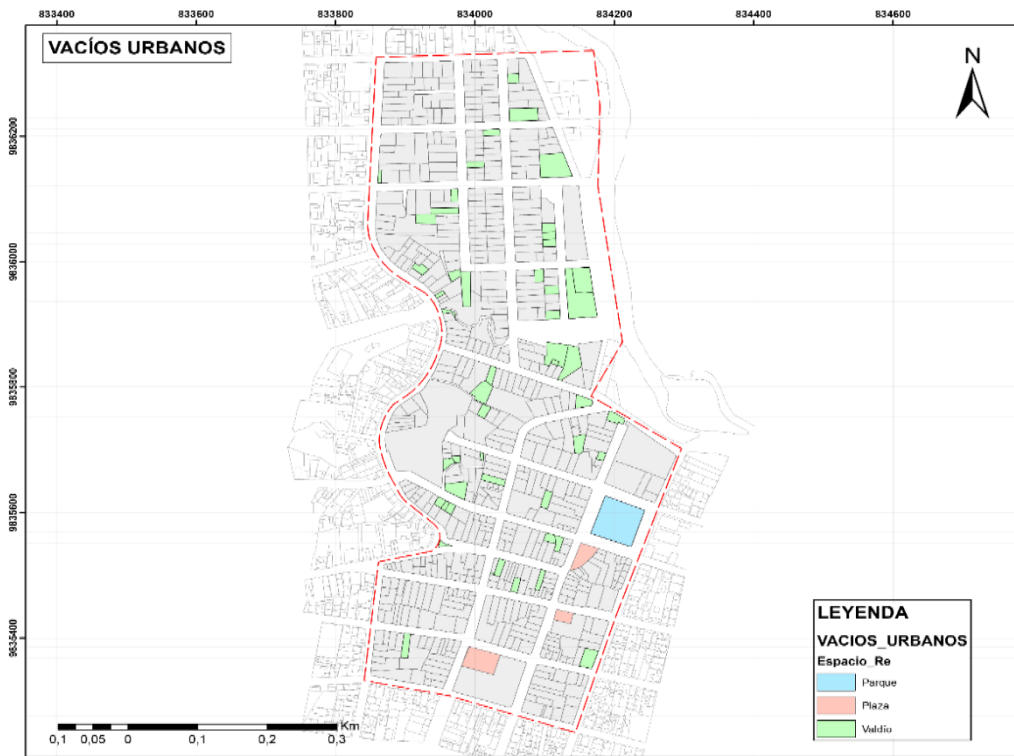 833400 833600 833800 834000 834200 834400 834600
VACÍOS URBANOS
N
9836200
9836000
9835800
9835600
9835400
LEYENDA
VACIOS_URBANOS
Espacio_Re
Parque
Plaza
Valdio
Km
0,1 0,05 0 0,1 0,2 0,3